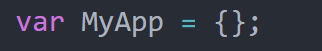 var MyApp = {};